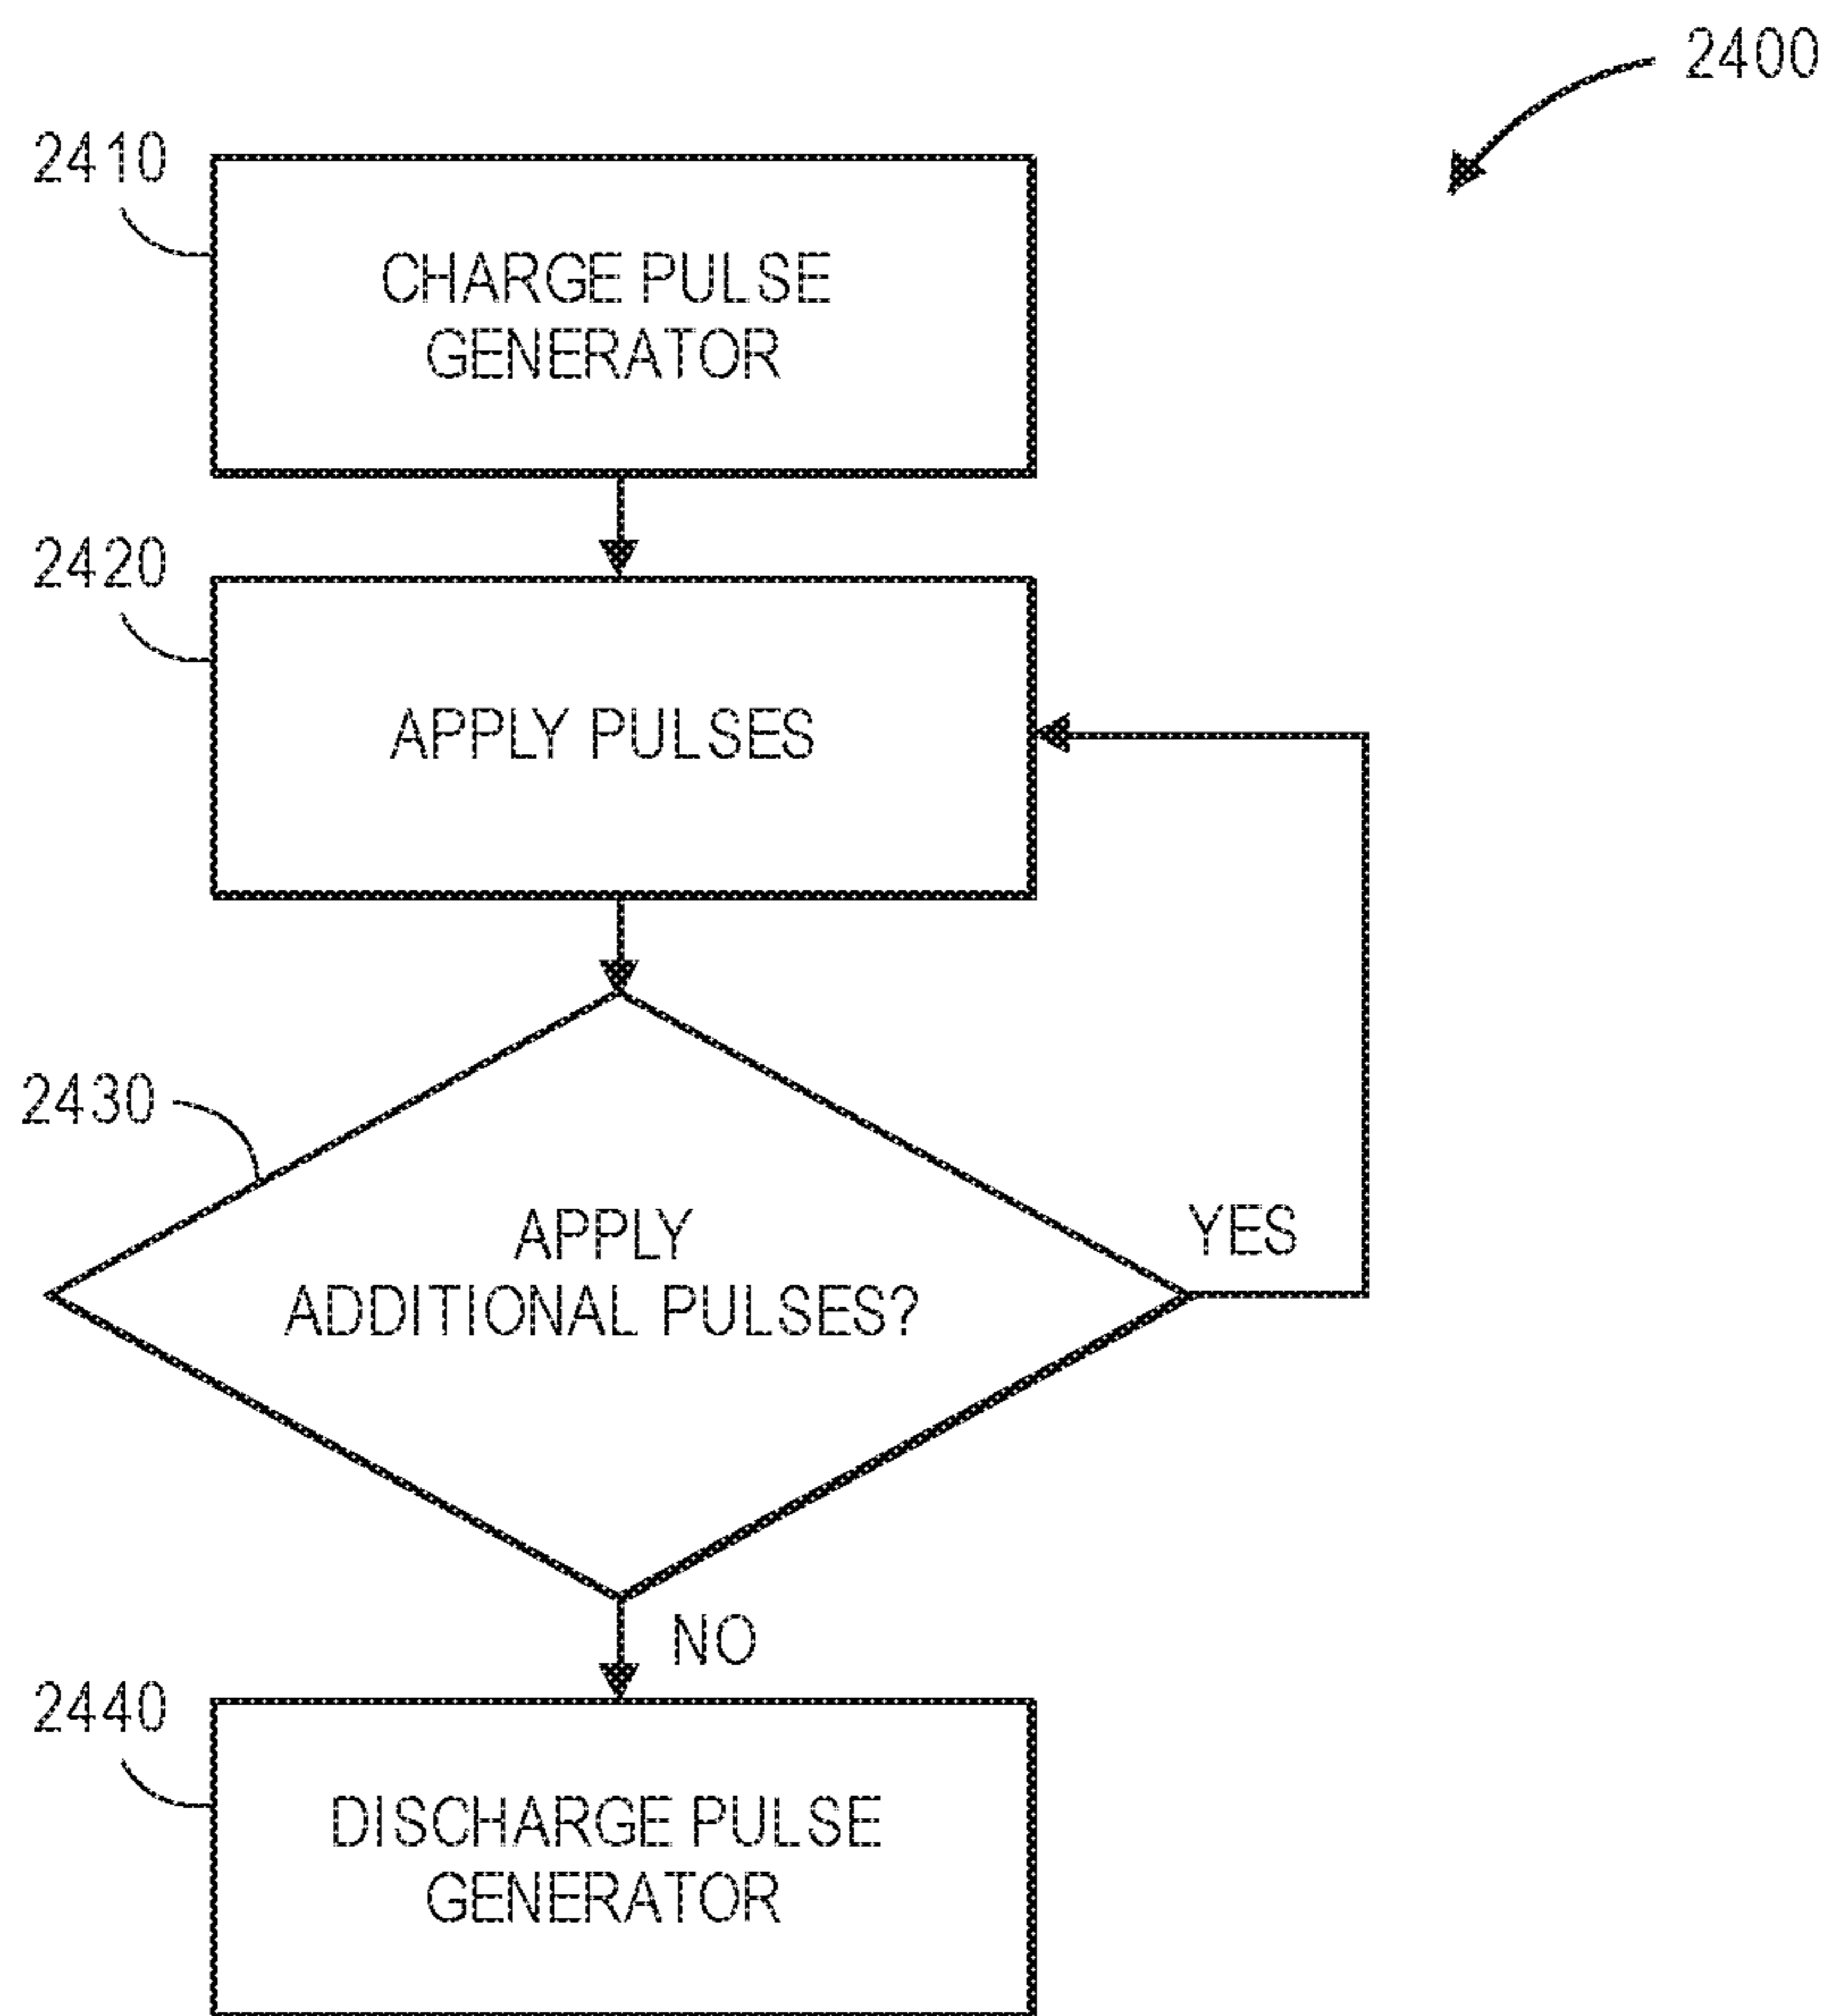 2400
2410
CHARGE PULSE
GENERATOR
2420
APPLY PULSES
2430
APPLY
ADDITIONAL PULSES?
YES
NO
2440
DISCHARGE PULSE
GENERATOR